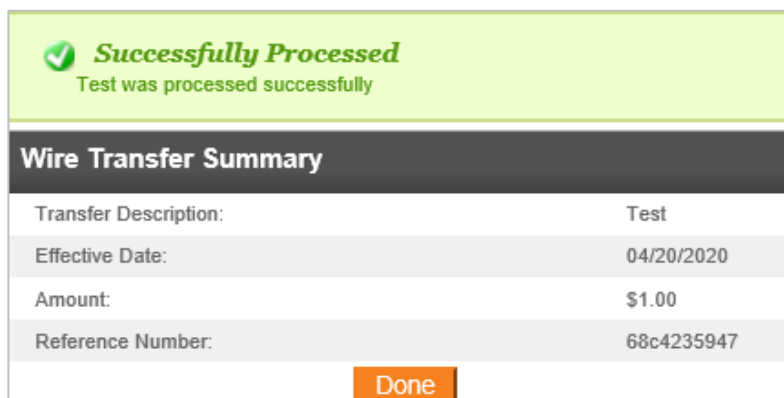 Successfully Processed
Test was processed successfully
Wire Transfer Summary
Transfer Description: Test
Effective Date: 04/20/2020
Amount: $1.00
Reference Number: 68c4235947
Done